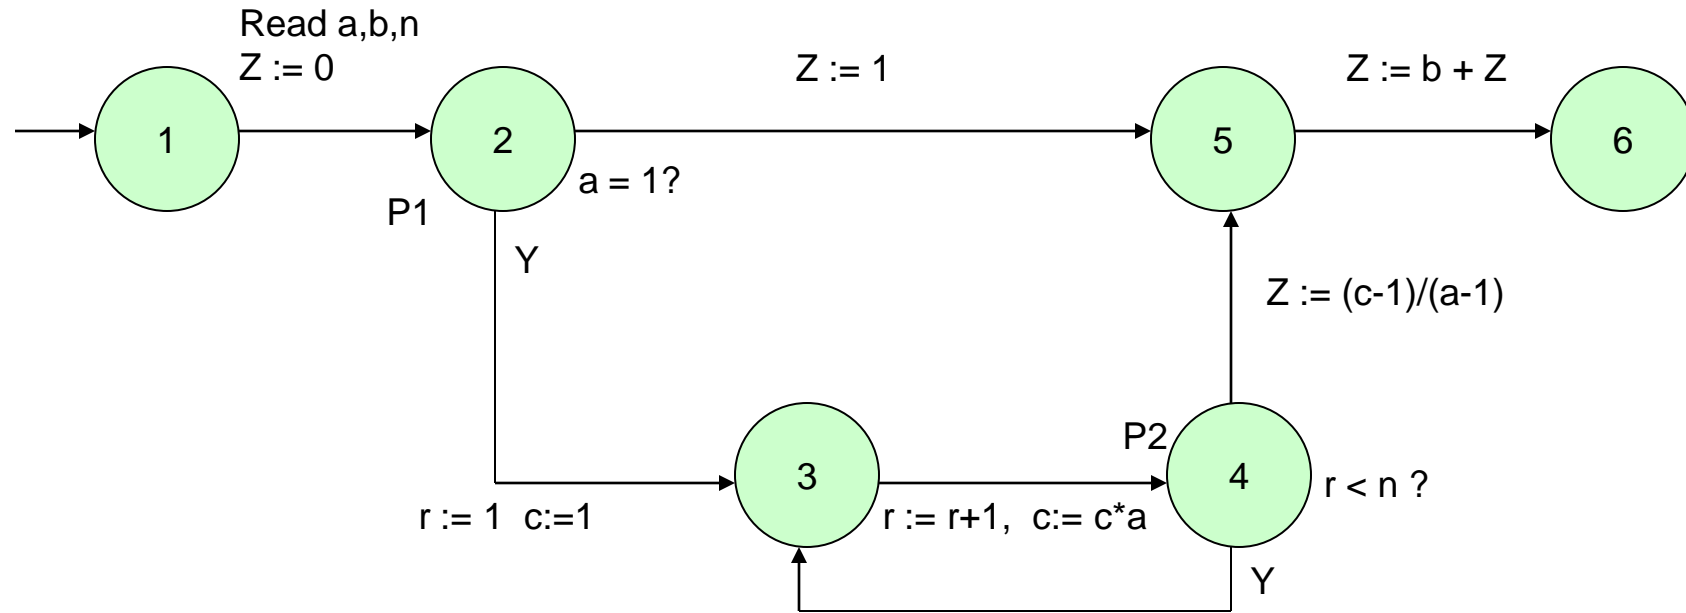 Read a,b,n
Z := 0
Z := 1
Z := b + Z
1
2
5
6
a = 1?
P1
Y
Z := (c-1)/(a-1)
P2
3
4
r < n ?
r := 1 c:=1
r := r+1, c:= c*a
Y